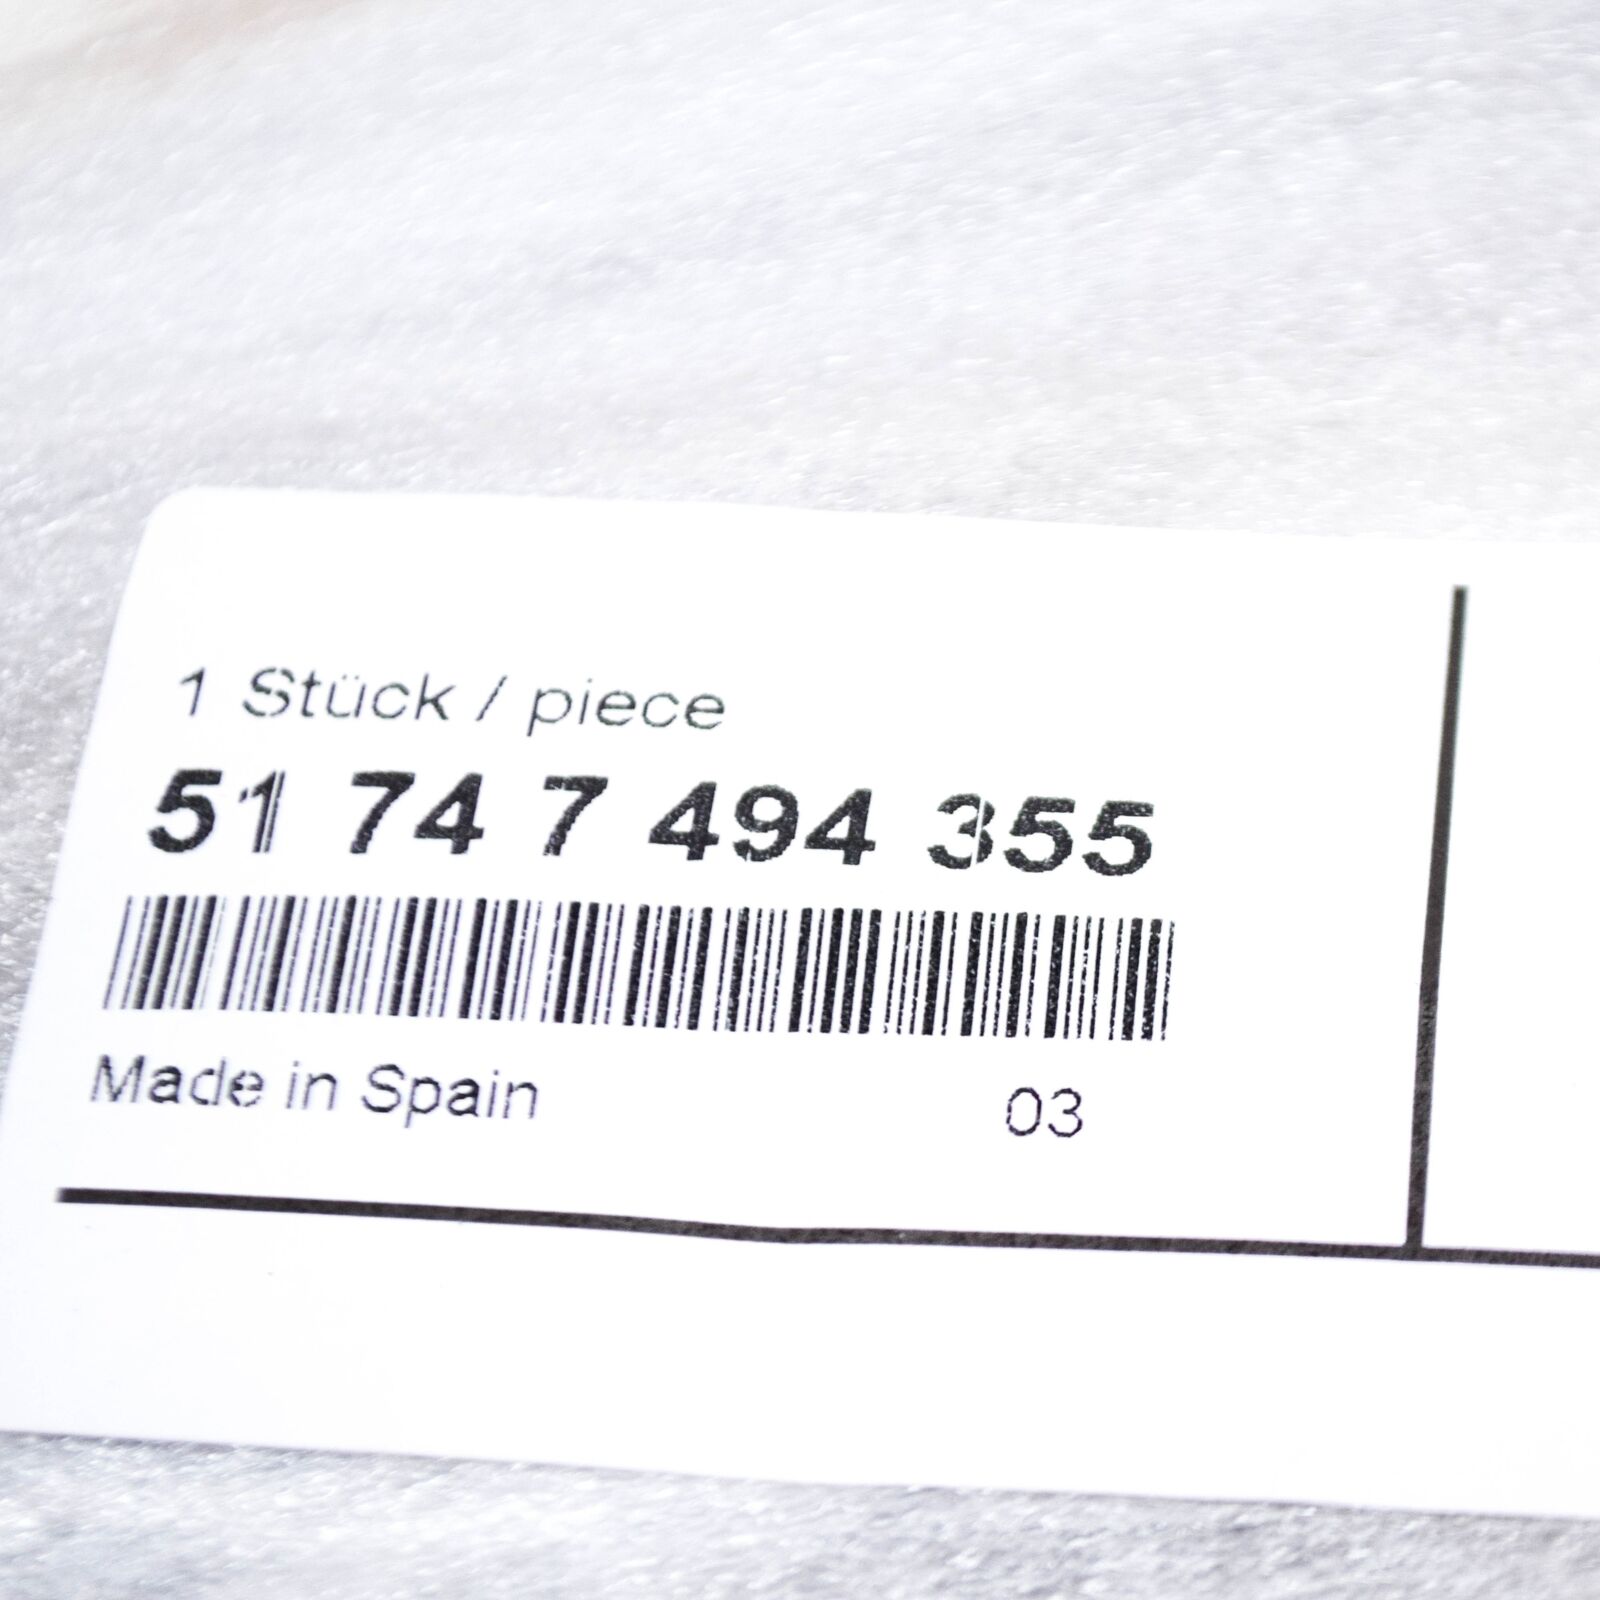 1 Stück / piece
51 74 7 494 355
Made in Spain 03